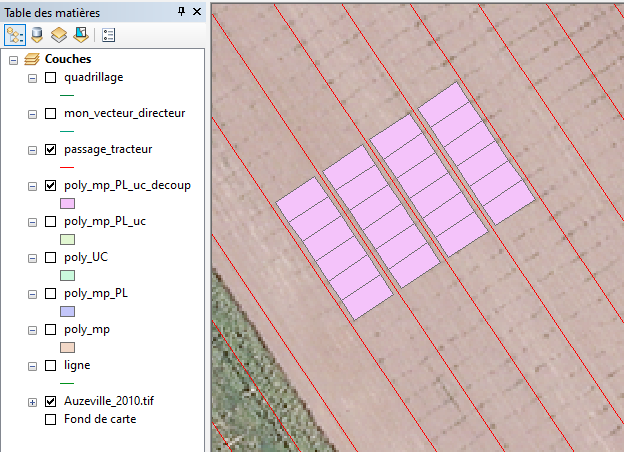 Table des matières
Couches
quadrillage
mon_vecteur_directeur
passage_tracteur
poly_mp_PL_uc_decoup
poly_mp_PL_uc
poly_UC
poly_mp_PL
poly_mp
ligne
Auzeville_2010.tif
Fond de carte